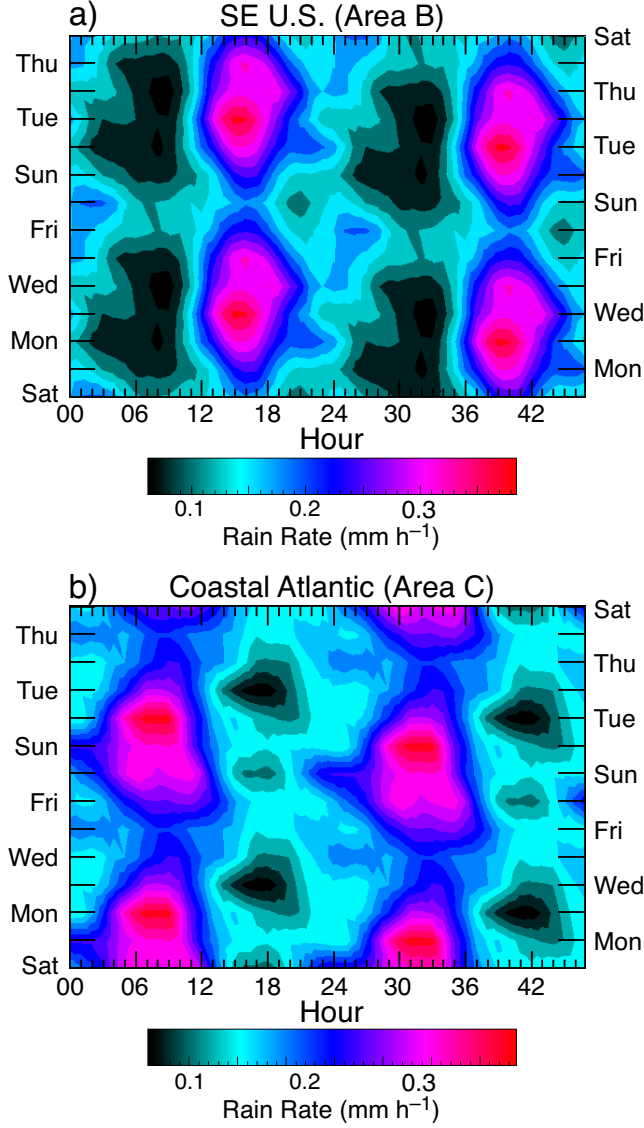 a)
SE U.S. (Area B)
Sat
Thu
Thu
Tue
Tue
Sun
Sun
Fri
Fri
Wed
Wed
Mon
Mon
Sat
00 06 12 18 24 30 36 42
Hour
0.1 0.2 0.3
Rain Rate (mm h⁻¹)
b)
Coastal Atlantic (Area C)
Sat
Thu
Thu
Tue
Tue
Sun
Sun
Fri
Fri
Wed
Wed
Mon
Mon
Sat
00 06 12 18 24 30 36 42
Hour
0.1 0.2 0.3
Rain Rate (mm h⁻¹)